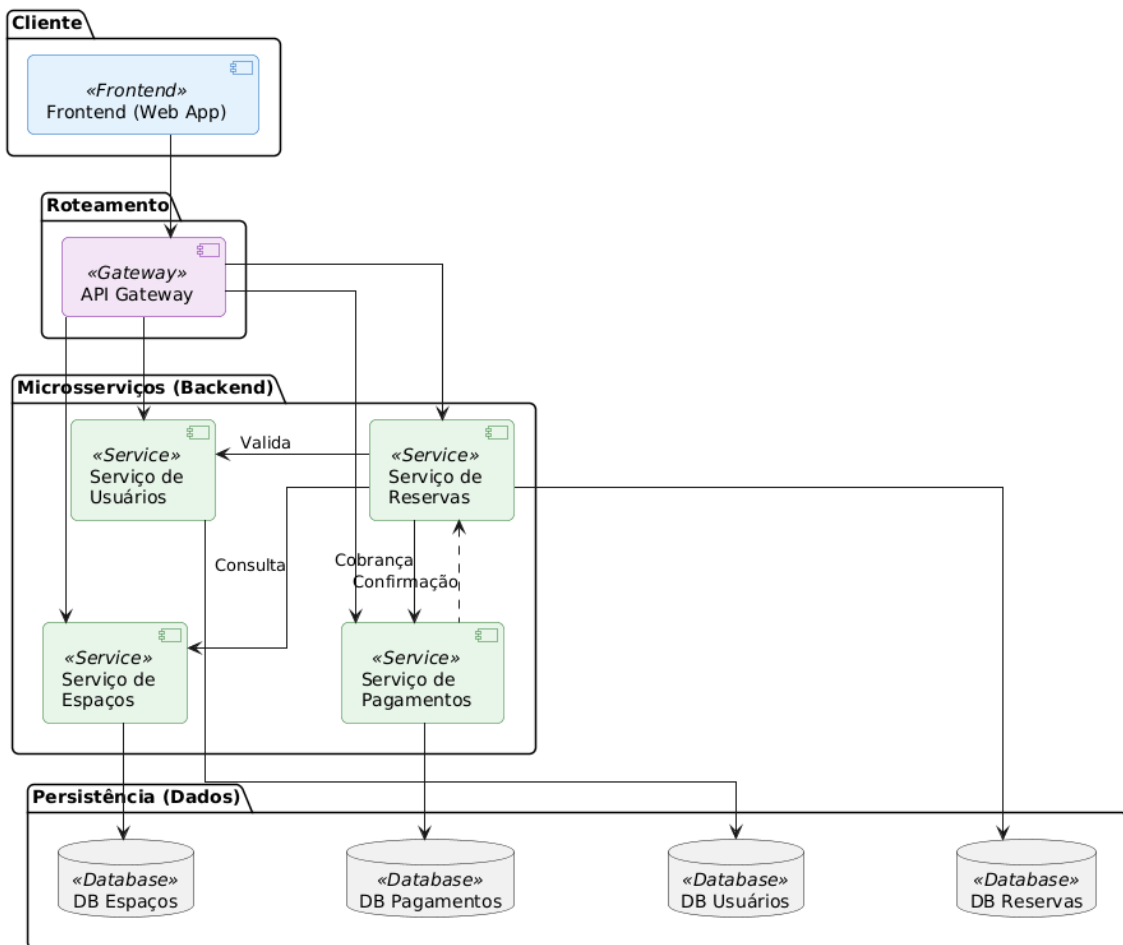 Cliente
«Frontend»
Frontend (Web App)
Roteamento
«Gateway»
API Gateway
Microsserviços (Backend)
«Service»
Serviço de
Usuários
Valida
«Service»
Serviço de
Reservas
Consulta
Cobrança
Confirmação
«Service»
Serviço de
Espaços
«Service»
Serviço de
Pagamentos
Persistência (Dados)
«Database»
DB Espaços
«Database»
DB Pagamentos
«Database»
DB Usuários
«Database»
DB Reservas